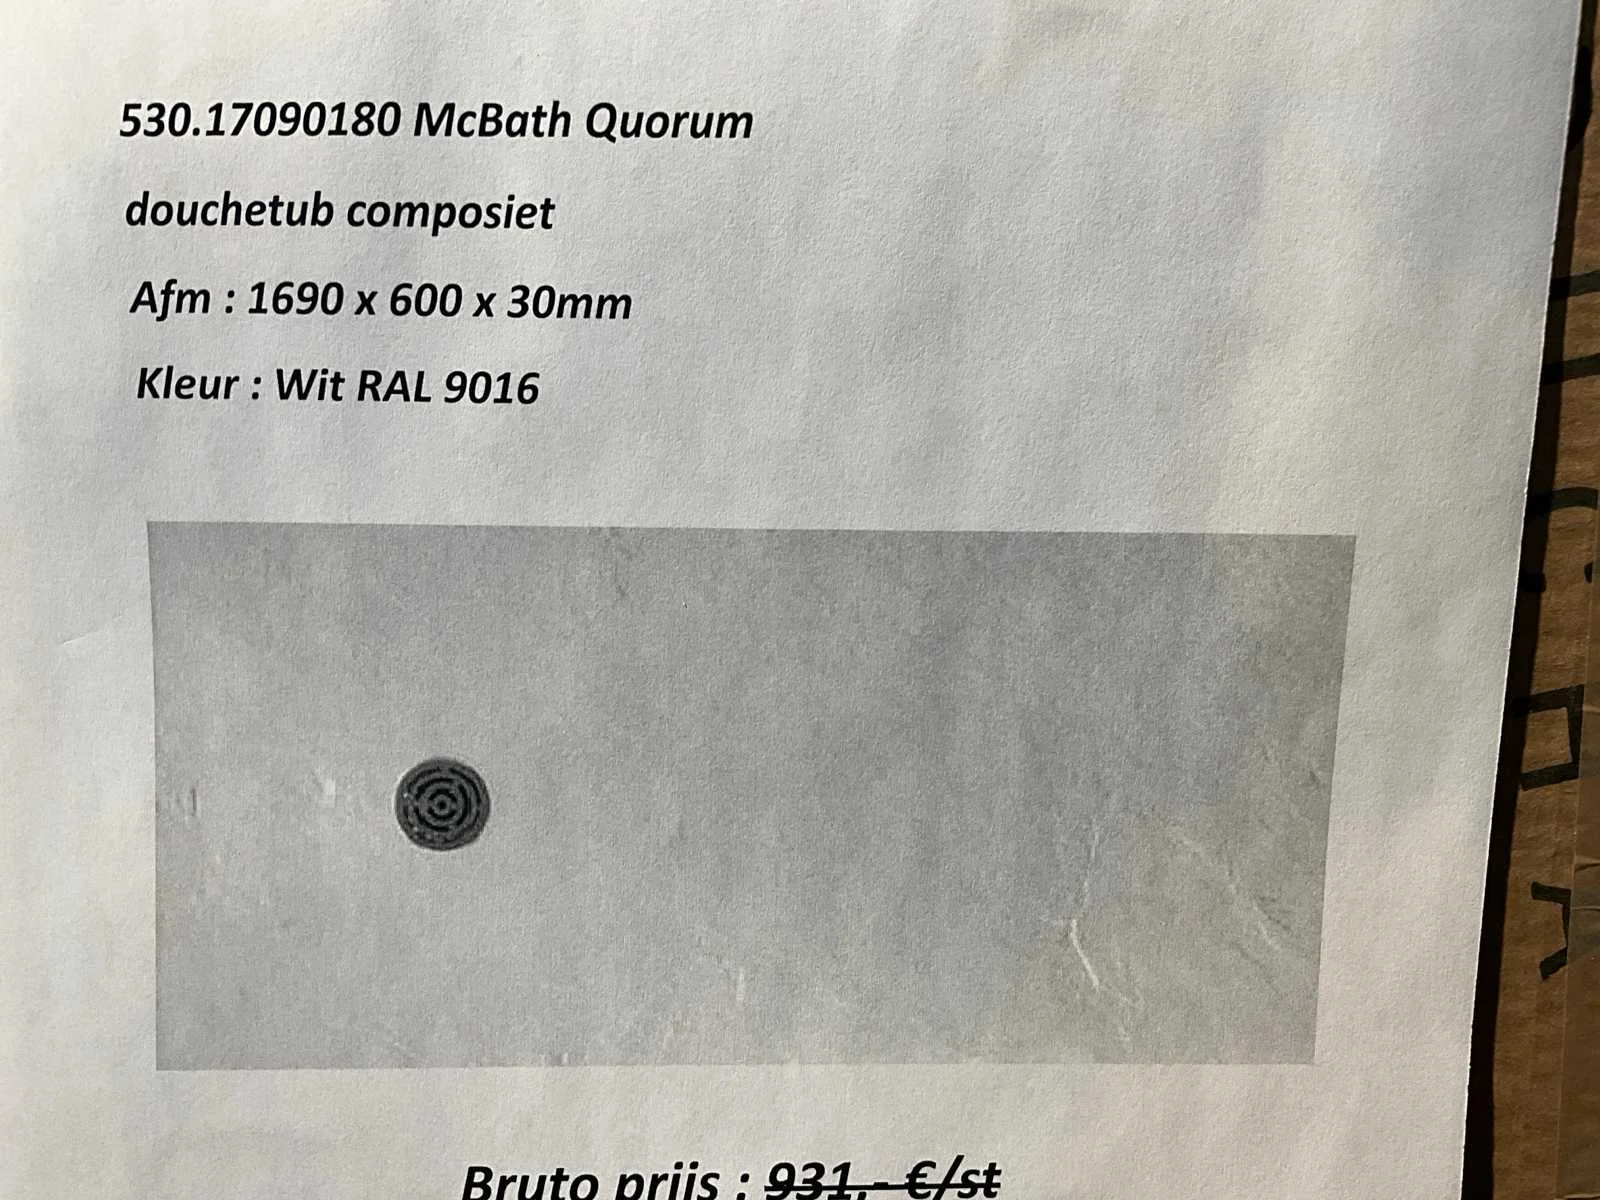 530.17090180 McBath Quorum
douchetub composiet
Afm : 1690 x 600 x 30mm
Kleur : Wit RAL 9016
Bruto prijs : 931,- €/st